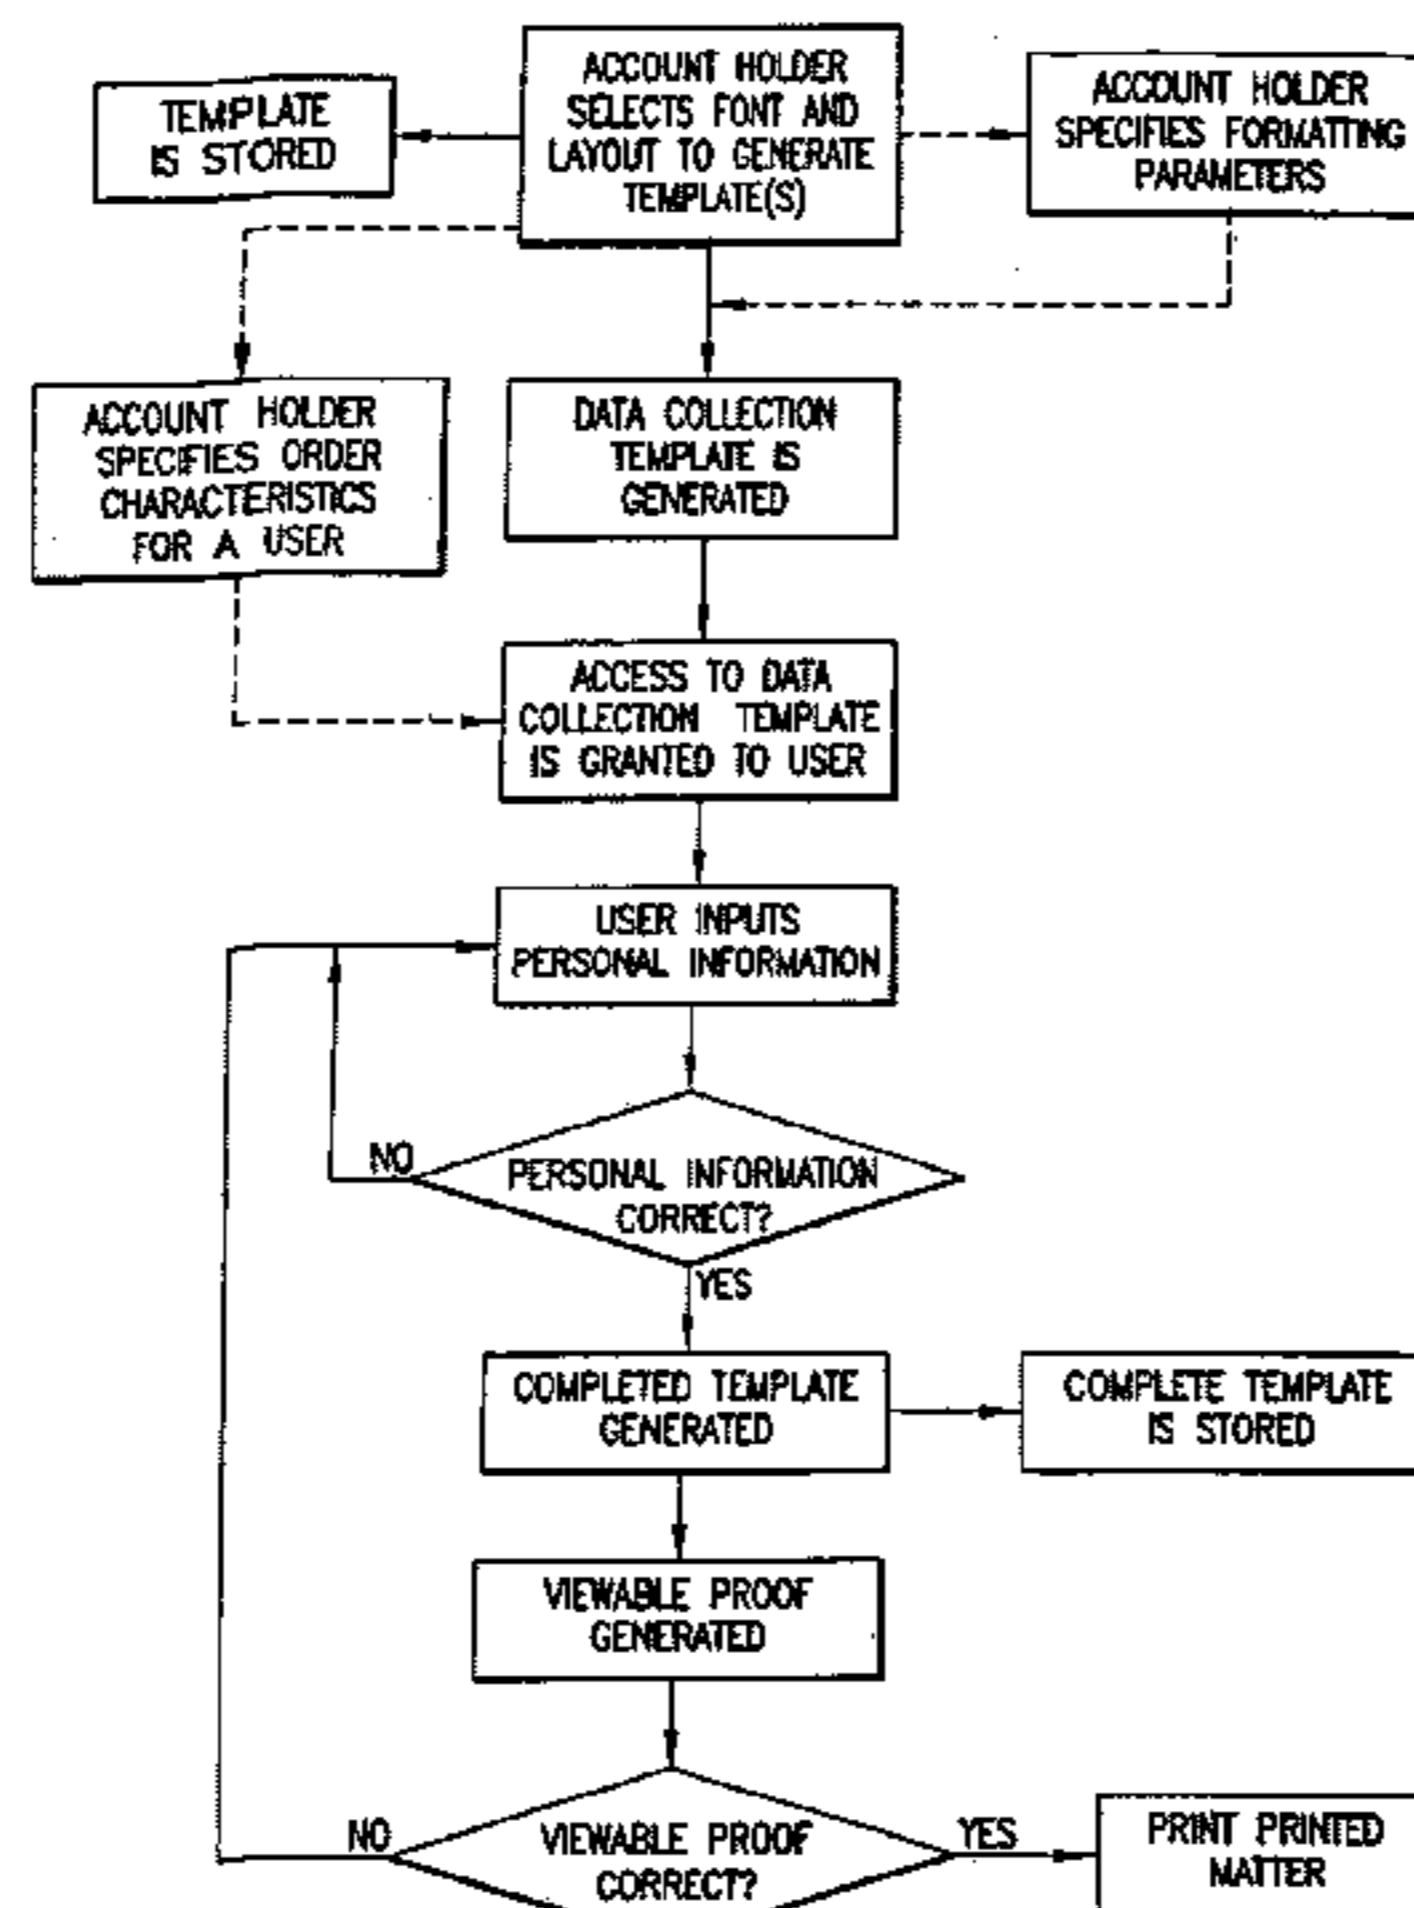 TEMPLATE
IS STORED
ACCOUNT HOLDER
SELECTS FONT AND
LAYOUT TO GENERATE
TEMPLATE(S)
ACCOUNT HOLDER
SPECIFIES FORMATTING
PARAMETERS
ACCOUNT HOLDER
SPECIFIES ORDER
CHARACTERISTICS
FOR A USER
DATA COLLECTION
TEMPLATE IS
GENERATED
ACCESS TO DATA
COLLECTION TEMPLATE
IS GRANTED TO USER
USER INPUTS
PERSONAL INFORMATION
NO
PERSONAL INFORMATION
CORRECT?
YES
COMPLETED TEMPLATE
GENERATED
COMPLETE TEMPLATE
IS STORED
VIEWABLE PROOF
GENERATED
NO
VIEWABLE PROOF
CORRECT?
YES
PRINT PRINTED
MATTER